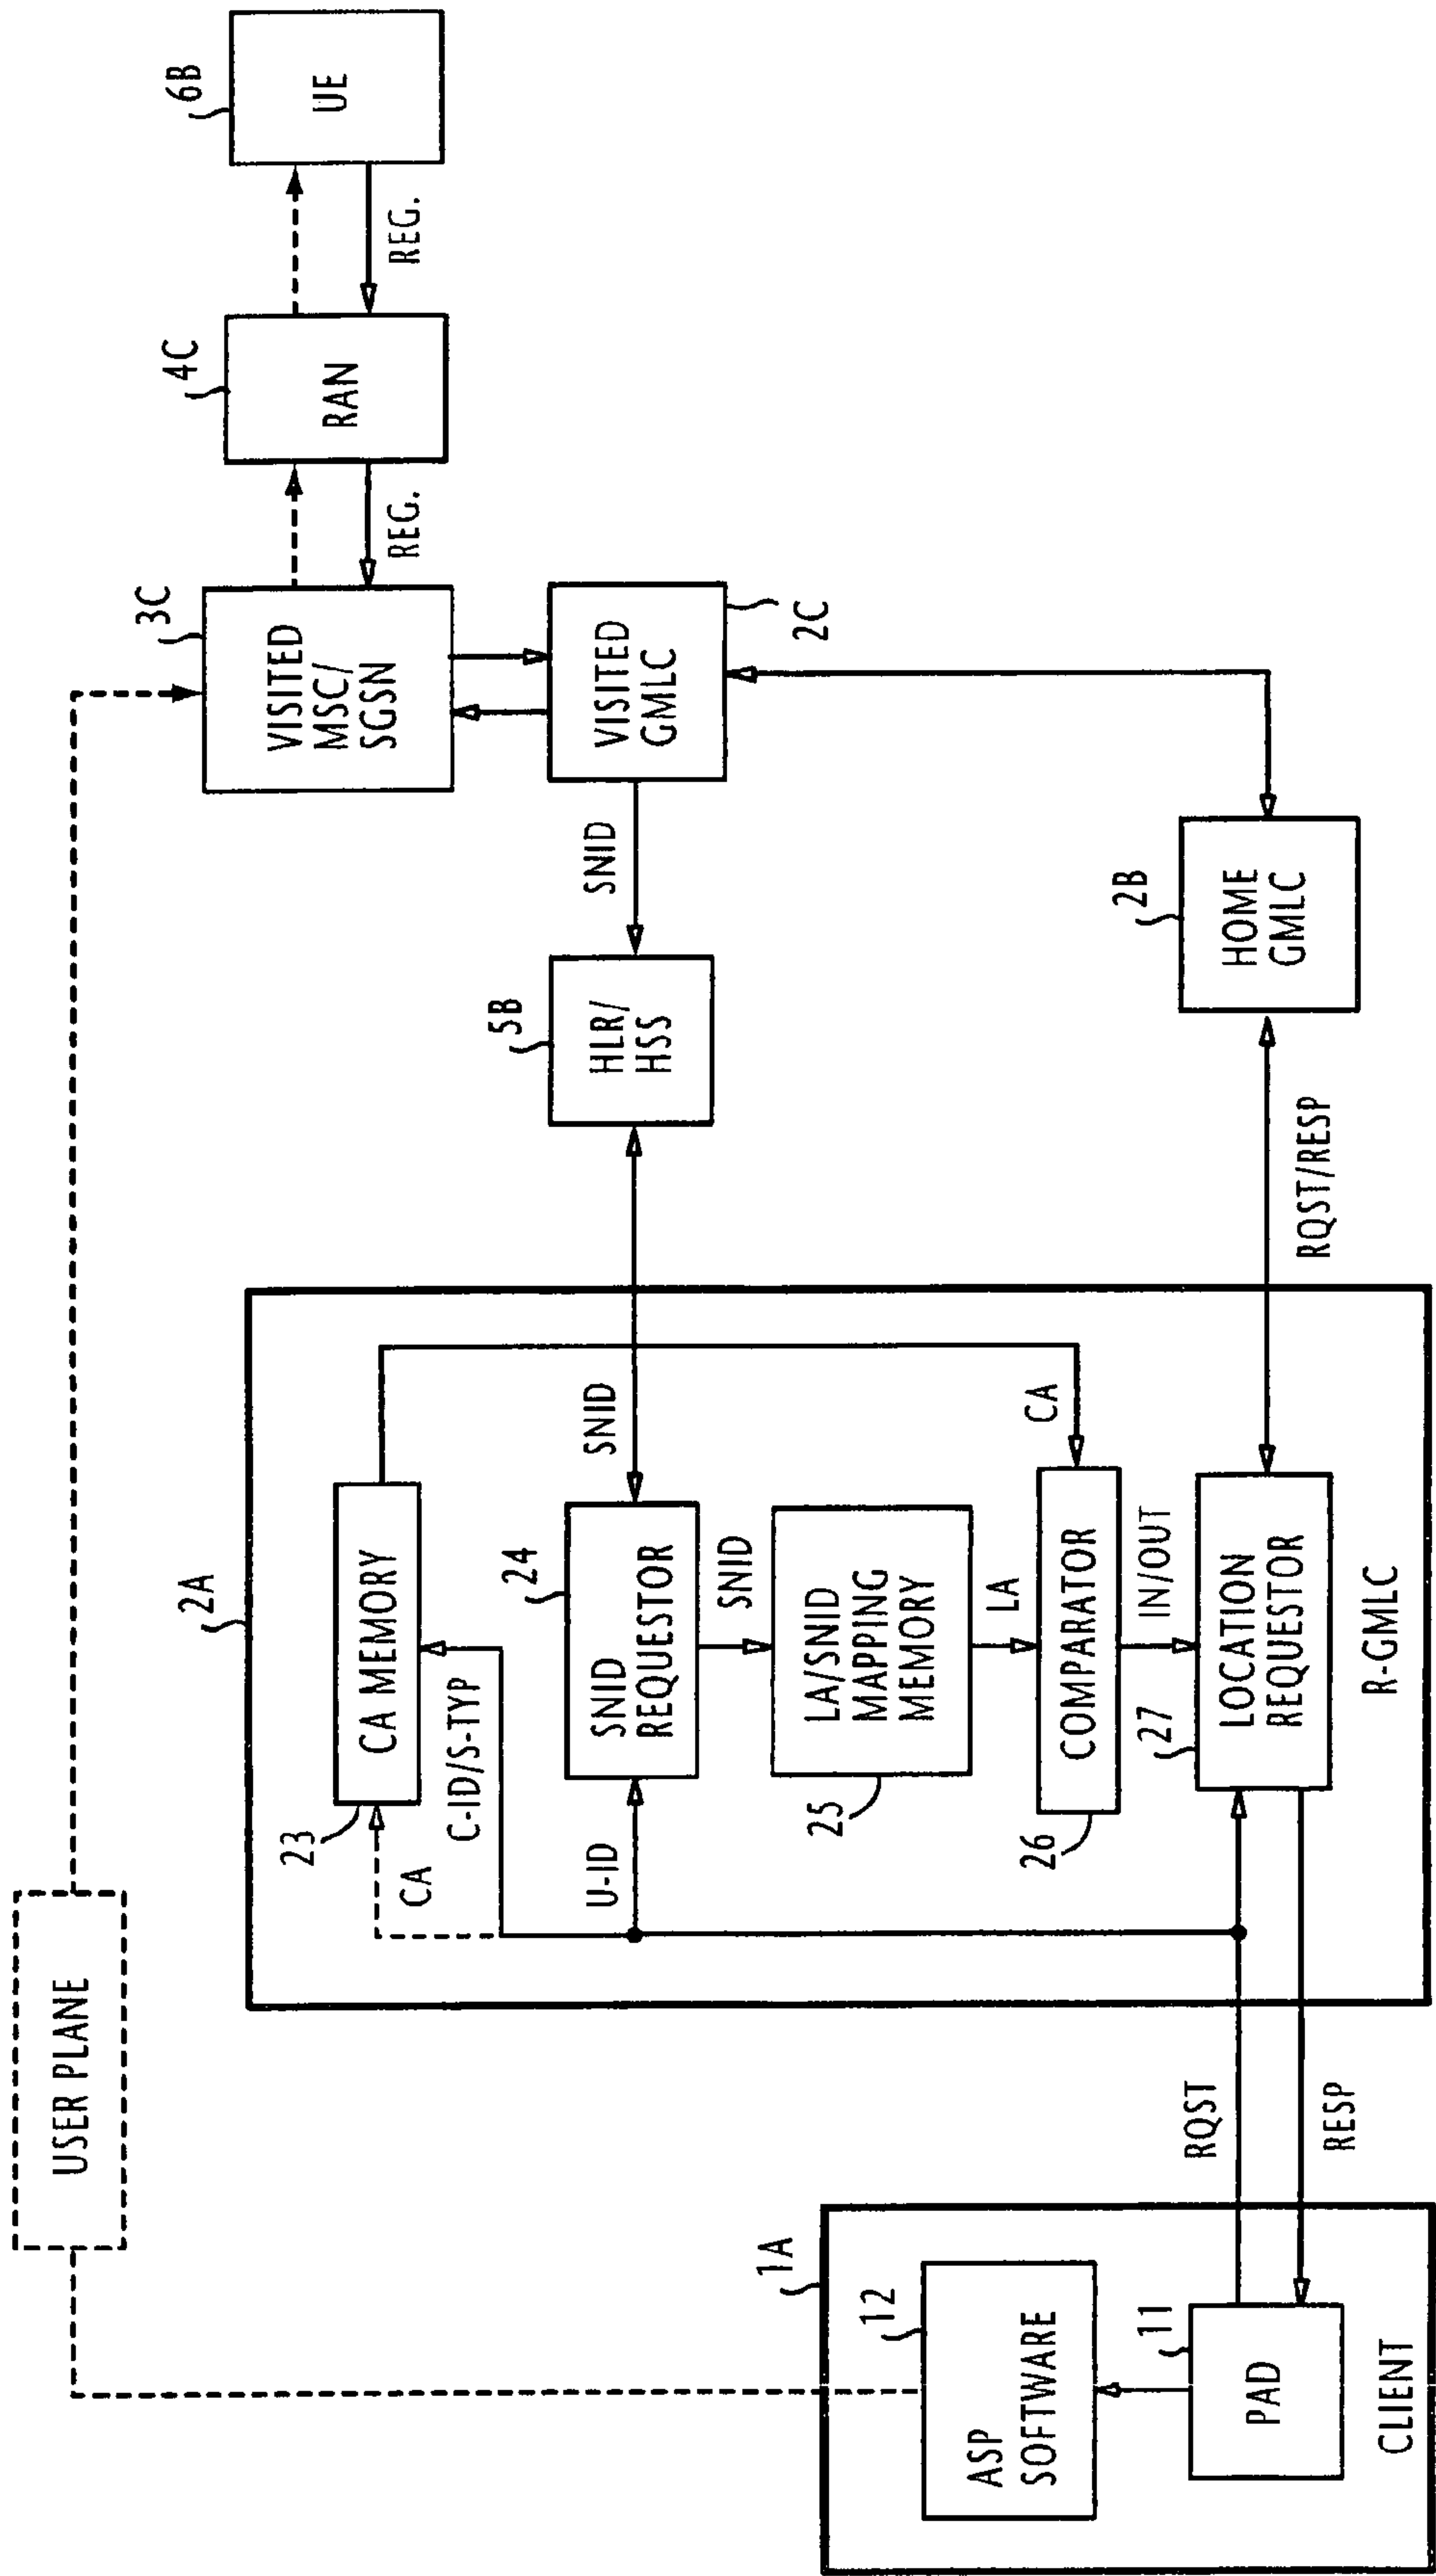 USER PLANE
1A
12
ASP
SOFTWARE
11
PAD
CLIENT
RQST
RESP
2A
23
CA MEMORY
CA
C-ID/S-TYP
U-ID
24
SNID
REQUESTOR
SNID
SNID
25
LA/SNID
MAPPING
MEMORY
LA
CA
26
COMPARATOR
IN/OUT
27
LOCATION
REQUESTOR
R-GMLC
RQST/RESP
5B
HLR/
HSS
SNID
2B
HOME
GMLC
3C
VISITED
MSC/
SGSN
2C
VISITED
GMLC
REG.
4C
RAN
REG.
6B
UE